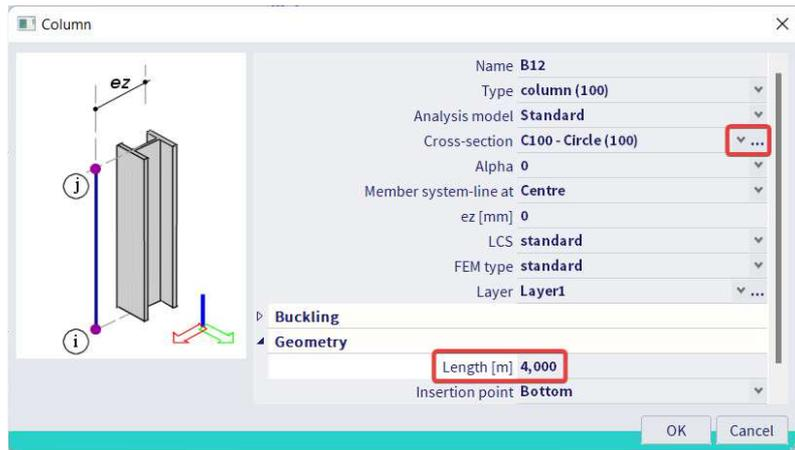 Column
ez
j
i
Name B12
Type column (100)
Analysis model Standard
Cross-section C100 - Circle (100)
...
Alpha 0
Member system-line at Centre
ez [mm] 0
LCS standard
FEM type standard
Layer Layer1
...
Buckling
Geometry
Length [m] 4,000
Insertion point Bottom
OK Cancel